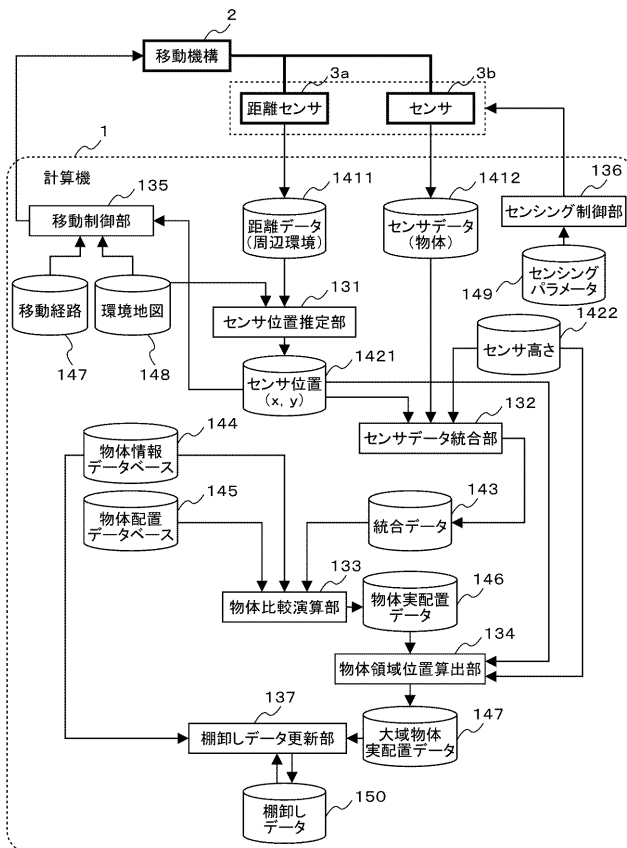 2
移動機構
3a
3b
距離センサ
センサ
1
計算機
135
移動制御部
1411
距離データ
(周辺環境)
1412
センサデータ
(物体)
136
センシング制御部
センシング
パラメータ
149
移動経路
147
環境地図
148
131
センサ位置推定部
1422
センサ高さ
1421
センサ位置
(x, y)
132
センサデータ統合部
144
物体情報
データベース
145
物体配置
データベース
143
統合データ
133
物体比較演算部
146
物体実配置
データ
134
物体領域位置算出部
137
棚卸しデータ更新部
147
大域物体
実配置データ
150
棚卸し
データ